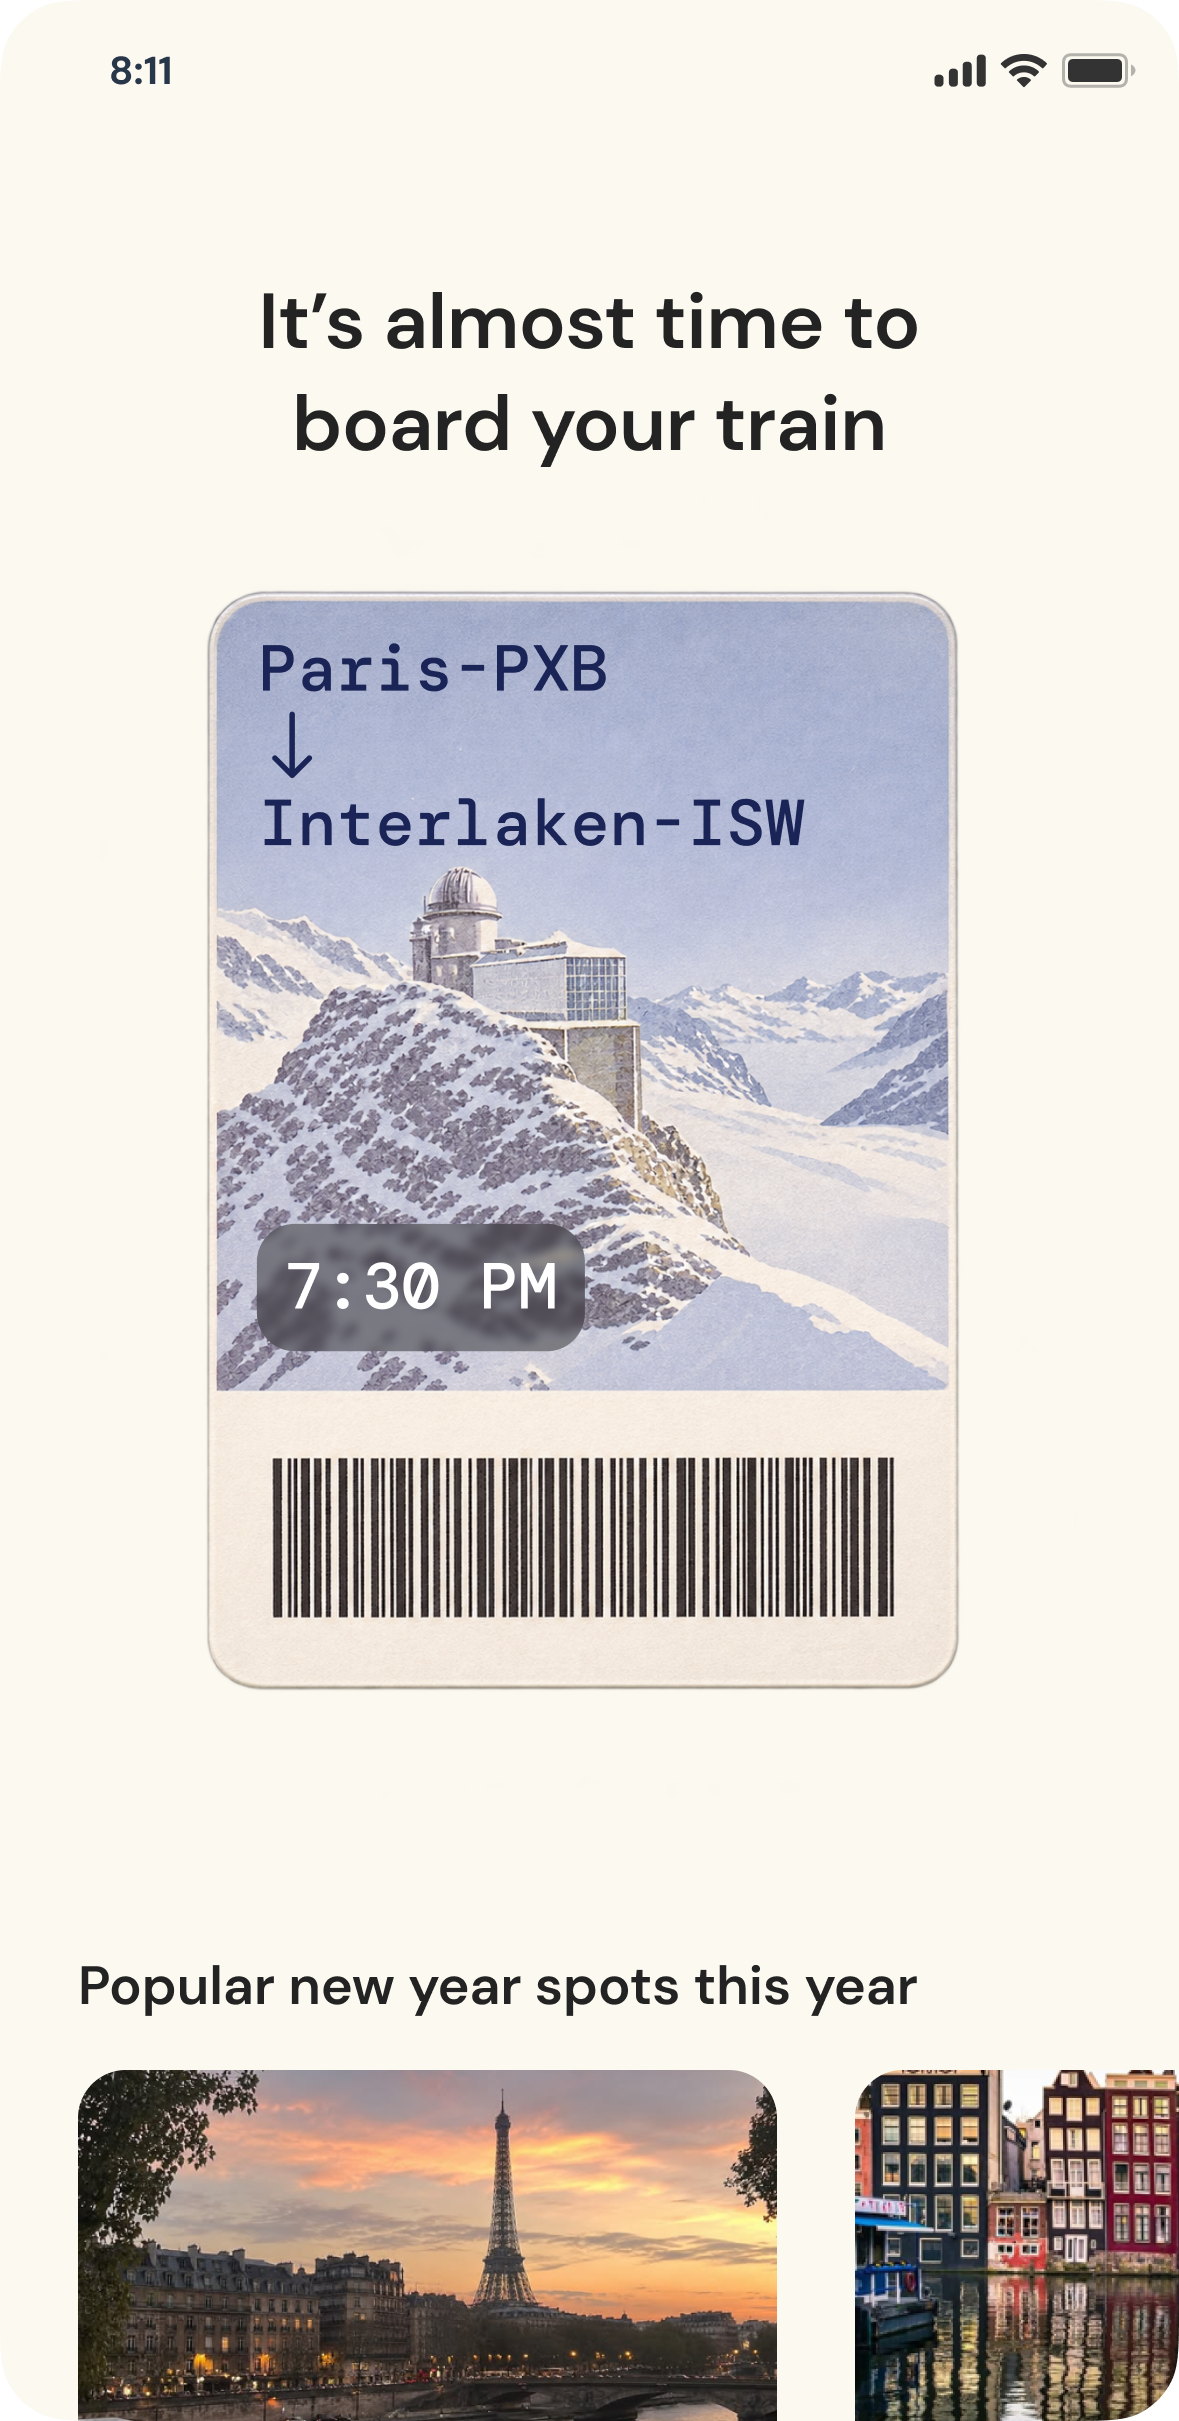 8:11
It’s almost time to
board your train
Paris-PXB
↓
Interlaken-ISW
7:30 PM
Popular new year spots this year